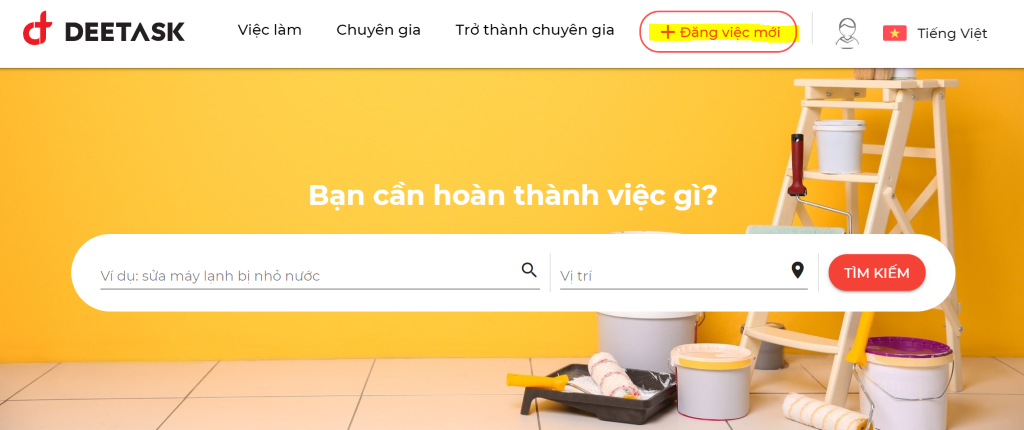 DEETASK
Việc làm
Chuyên gia
Trở thành chuyên gia
+ Đăng việc mới
Tiếng Việt
Bạn cần hoàn thành việc gì?
Ví dụ: sửa máy lạnh bị nhỏ nước
Vị trí
TÌM KIẾM